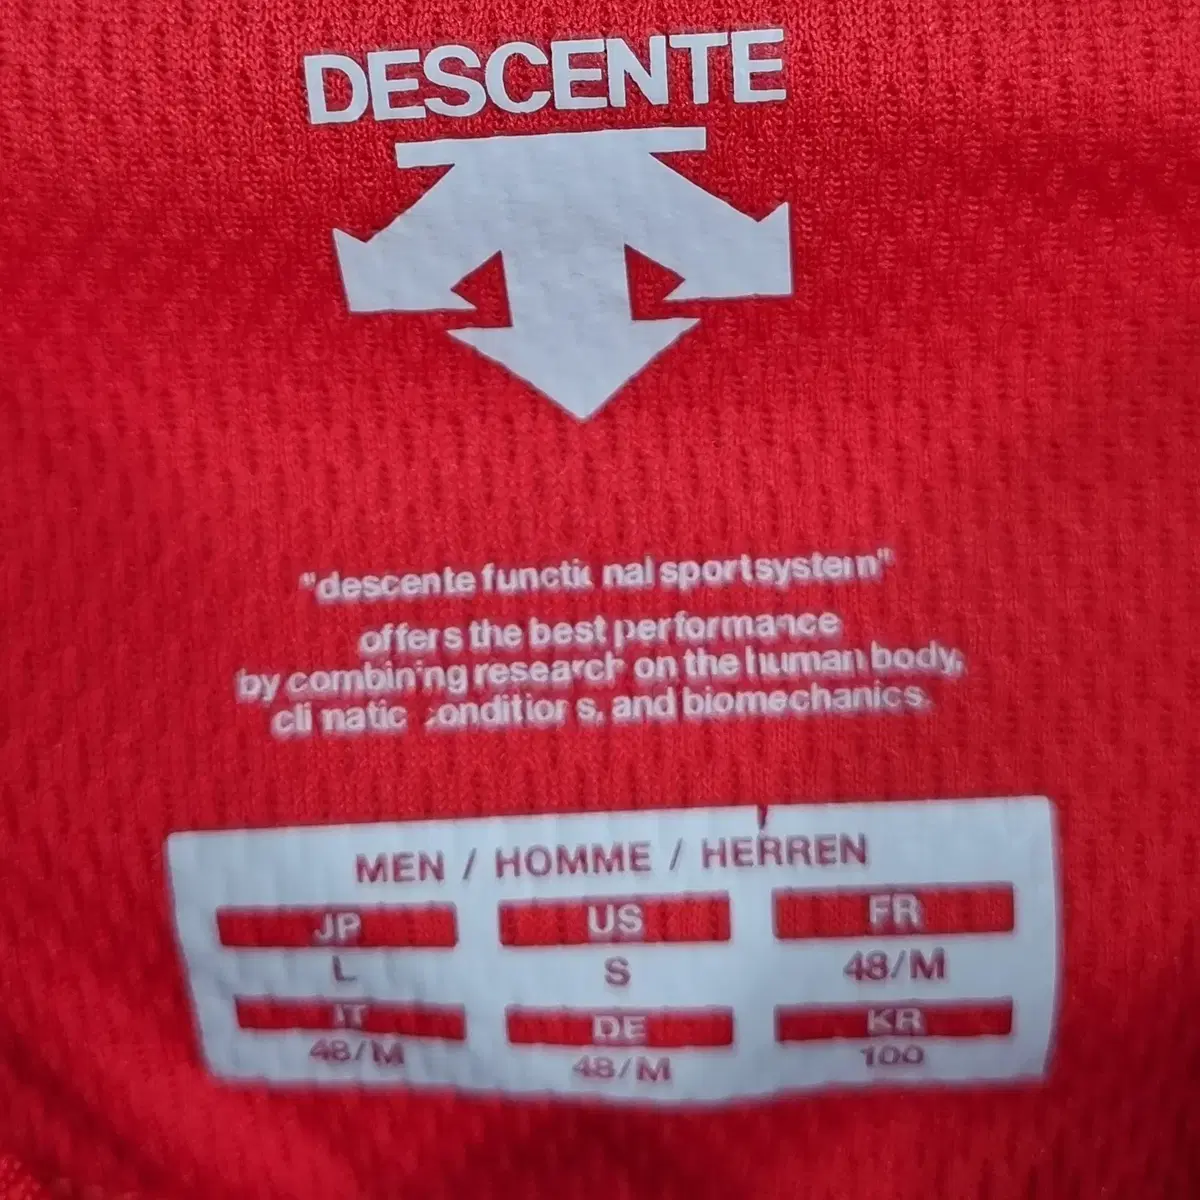 DESCENTE
"descente functional sportsystem"
offers the best performance
by combining research on the human body,
climatic conditions, and biomechanics.
MEN / HOMME / HERREN
JP US FR
L S 48/M
IT DE KR
48/M 48/M 100